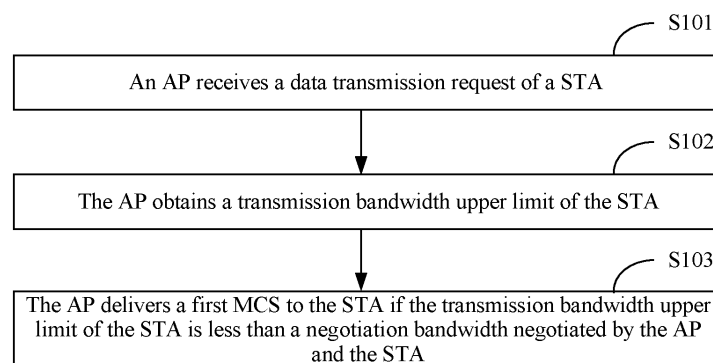 S101
An AP receives a data transmission request of a STA
S102
The AP obtains a transmission bandwidth upper limit of the STA
S103
The AP delivers a first MCS to the STA if the transmission bandwidth upper
limit of the STA is less than a negotiation bandwidth negotiated by the AP
and the STA